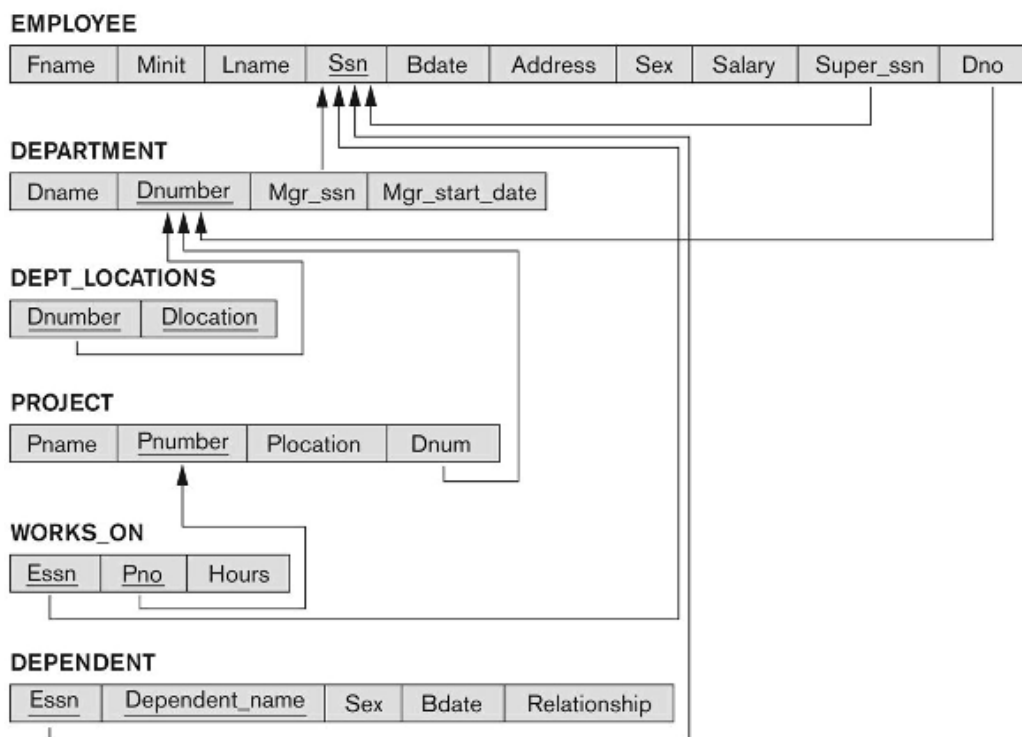 EMPLOYEE
Fname Minit Lname Ssn Bdate Address Sex Salary Super_ssn Dno
DEPARTMENT
Dname Dnumber Mgr_ssn Mgr_start_date
DEPT_LOCATIONS
Dnumber Dlocation
PROJECT
Pname Pnumber Plocation Dnum
WORKS_ON
Essn Pno Hours
DEPENDENT
Essn Dependent_name Sex Bdate Relationship